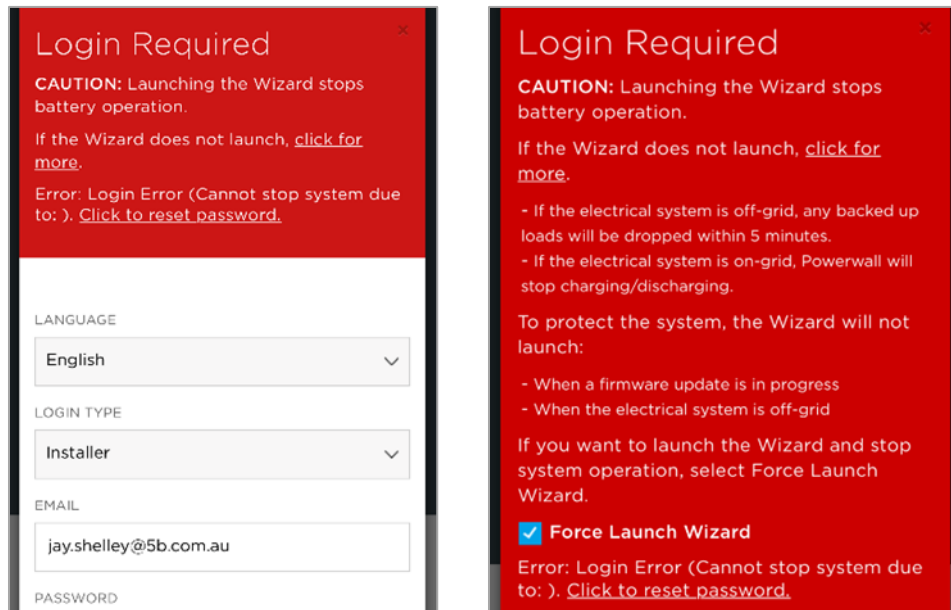 Login Required
CAUTION: Launching the Wizard stops
battery operation.
If the Wizard does not launch, click for
more.
Error: Login Error (Cannot stop system due
to: ). Click to reset password.
LANGUAGE
English
LOGIN TYPE
Installer
EMAIL
jay.shelley@5b.com.au
PASSWORD
Login Required
CAUTION: Launching the Wizard stops
battery operation.
If the Wizard does not launch, click for
more.
- If the electrical system is off-grid, any backed up
loads will be dropped within 5 minutes.
- If the electrical system is on-grid, Powerwall will
stop charging/discharging.
To protect the system, the Wizard will not
launch:
- When a firmware update is in progress
- When the electrical system is off-grid
If you want to launch the Wizard and stop
system operation, select Force Launch
Wizard.
Force Launch Wizard
Error: Login Error (Cannot stop system due
to: ). Click to reset password.